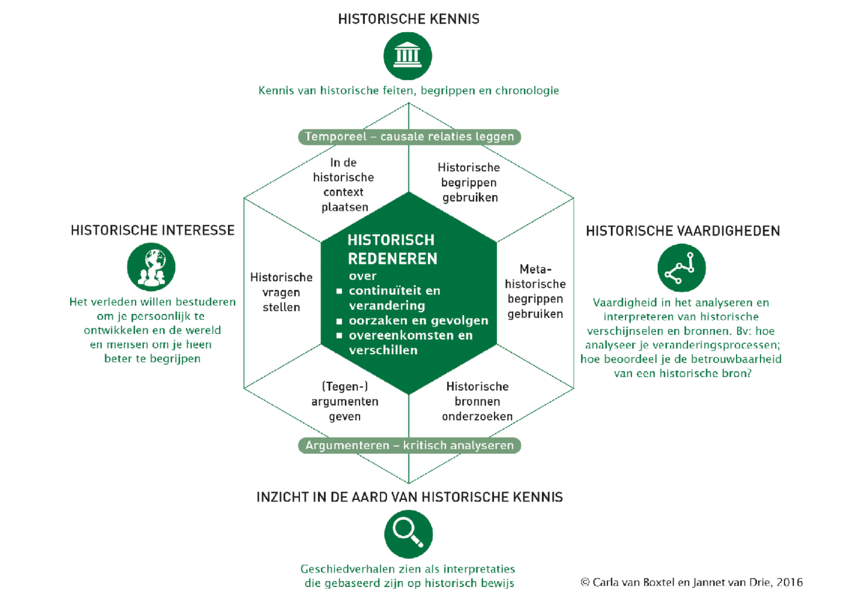 HISTORISCHE KENNIS
Kennis van historische feiten, begrippen en chronologie
Temporeel – causale relaties leggen
In de
historische
context
plaatsen
Historische
begrippen
gebruiken
HISTORISCHE INTERESSE
Het verleden willen bestuderen
om je persoonlijk te
ontwikkelen en de wereld
en mensen om je heen
beter te begrijpen
Historische
vragen
stellen
HISTORISCH
REDENEREN
over
▪ continuïteit en
verandering
▪ oorzaken en gevolgen
▪ overeenkomsten en
verschillen
Meta-
historische
begrippen
gebruiken
HISTORISCHE VAARDIGHEDEN
Vaardigheid in het analyseren en
interpreteren van historische
verschijnselen en bronnen. Bv: hoe
analyseer je veranderingsprocessen;
hoe beoordeel je de betrouwbaarheid
van een historische bron?
(Tegen-)
argumenten
geven
Historische
bronnen
onderzoeken
Argumenteren – kritisch analyseren
INZICHT IN DE AARD VAN HISTORISCHE KENNIS
Geschiedverhalen zien als interpretaties
die gebaseerd zijn op historisch bewijs
© Carla van Boxtel en Jannet van Drie, 2016